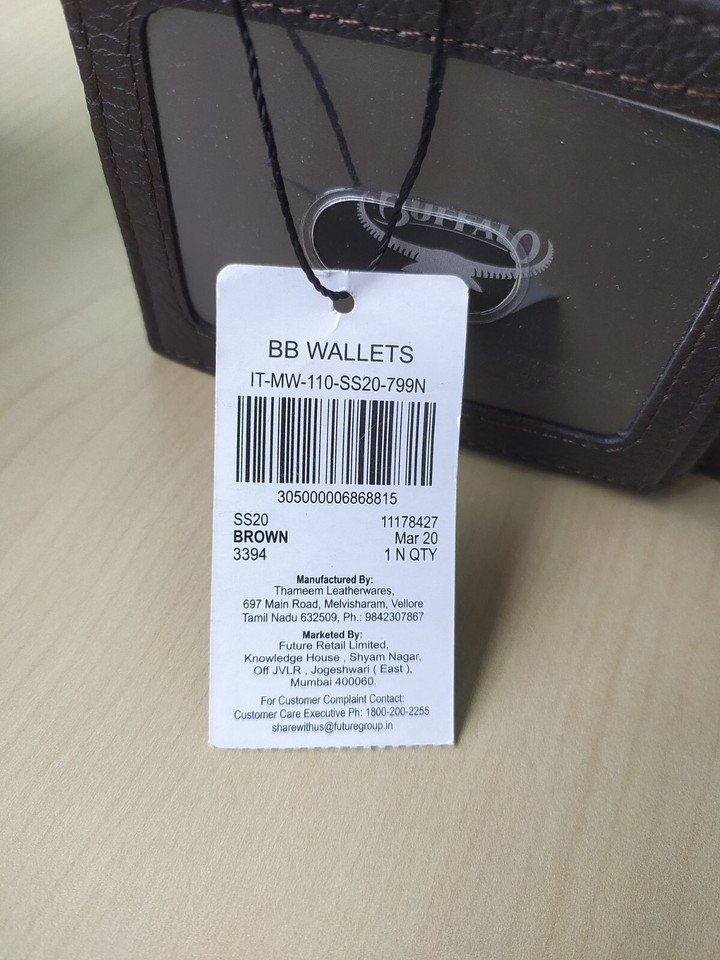 BUFFALO
BB WALLETS
IT-MW-110-SS20-799N
305000006868815
SS20 11178427
BROWN Mar 20
3394 1 N QTY
Manufactured By:
Thameem Leatherwares,
697 Main Road, Melvisharam, Vellore
Tamil Nadu 632509, Ph.: 9842307867
Marketed By:
Future Retail Limited,
Knowledge House , Shyam Nagar,
Off JVLR , Jogeshwari ( East ),
Mumbai 400060.
For Customer Complaint Contact:
Customer Care Executive Ph: 1800-200-2255
sharewithus@futuregroup.in